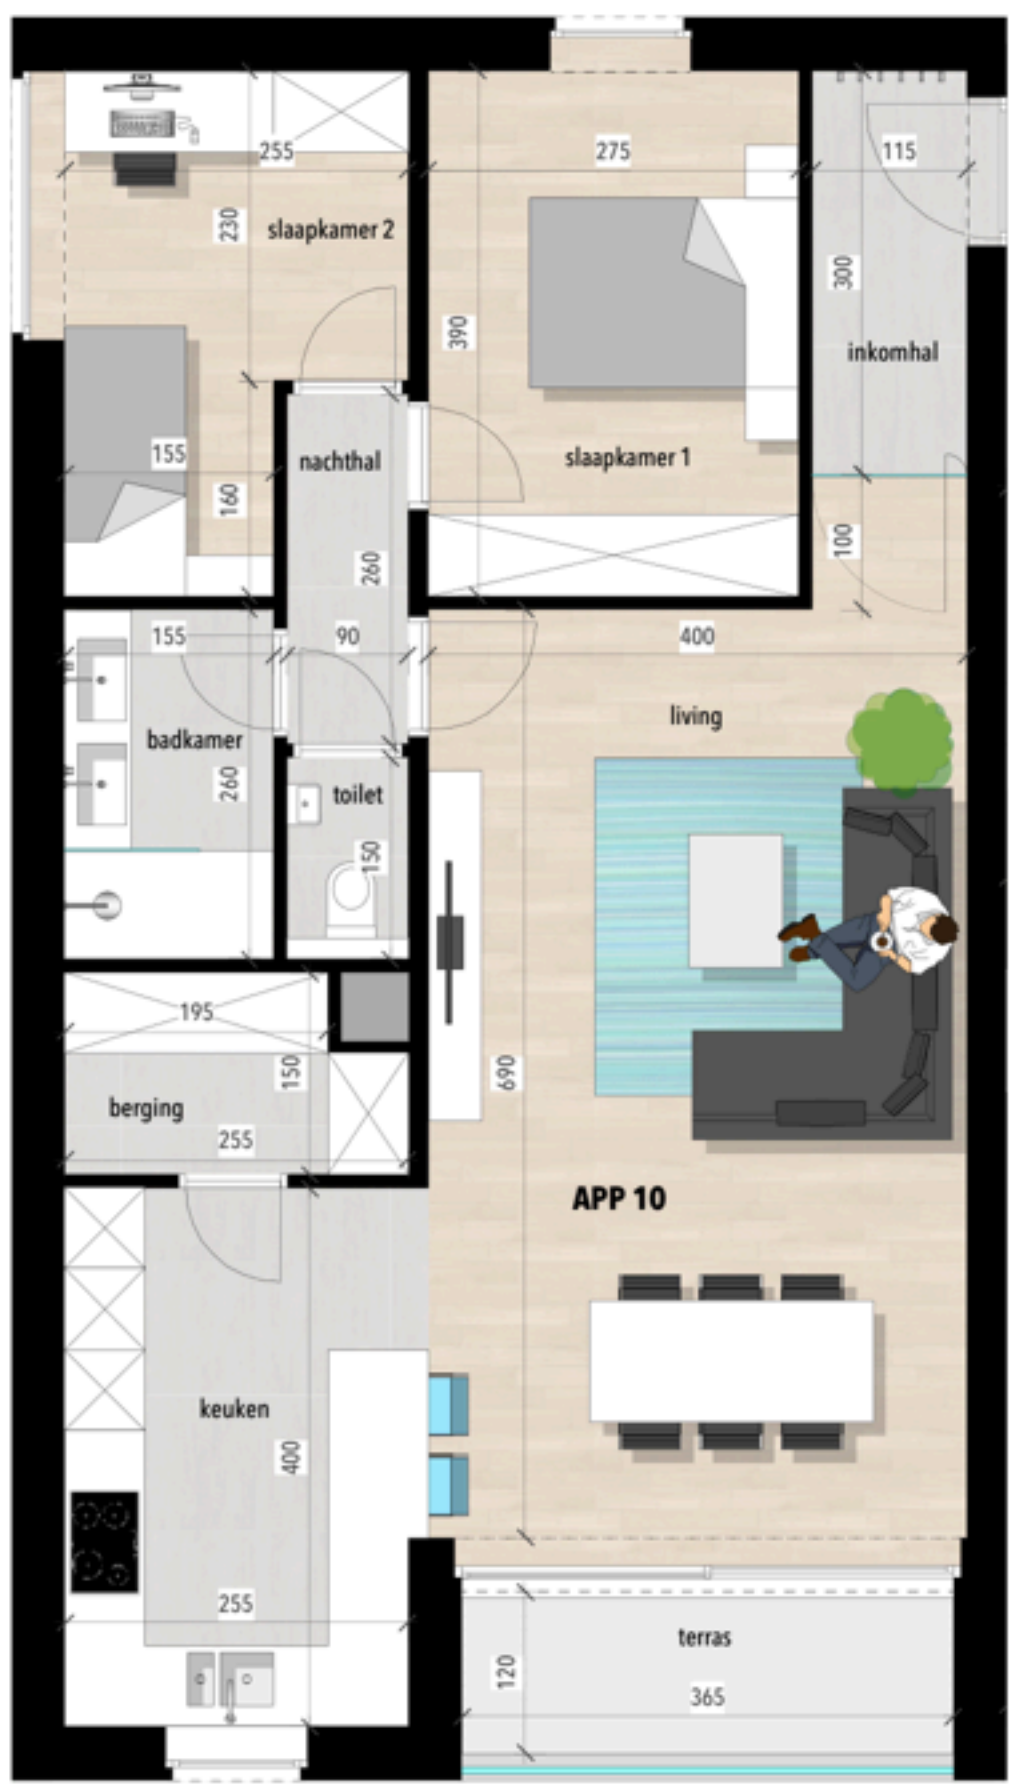 255
275
115
230
slaapkamer 2
300
390
inkomhal
155
nachthal
slaapkamer 1
160
100
260
155
90
400
living
badkamer
260
toilet
150
195
690
150
berging
255
APP 10
keuken
400
255
terras
120
365